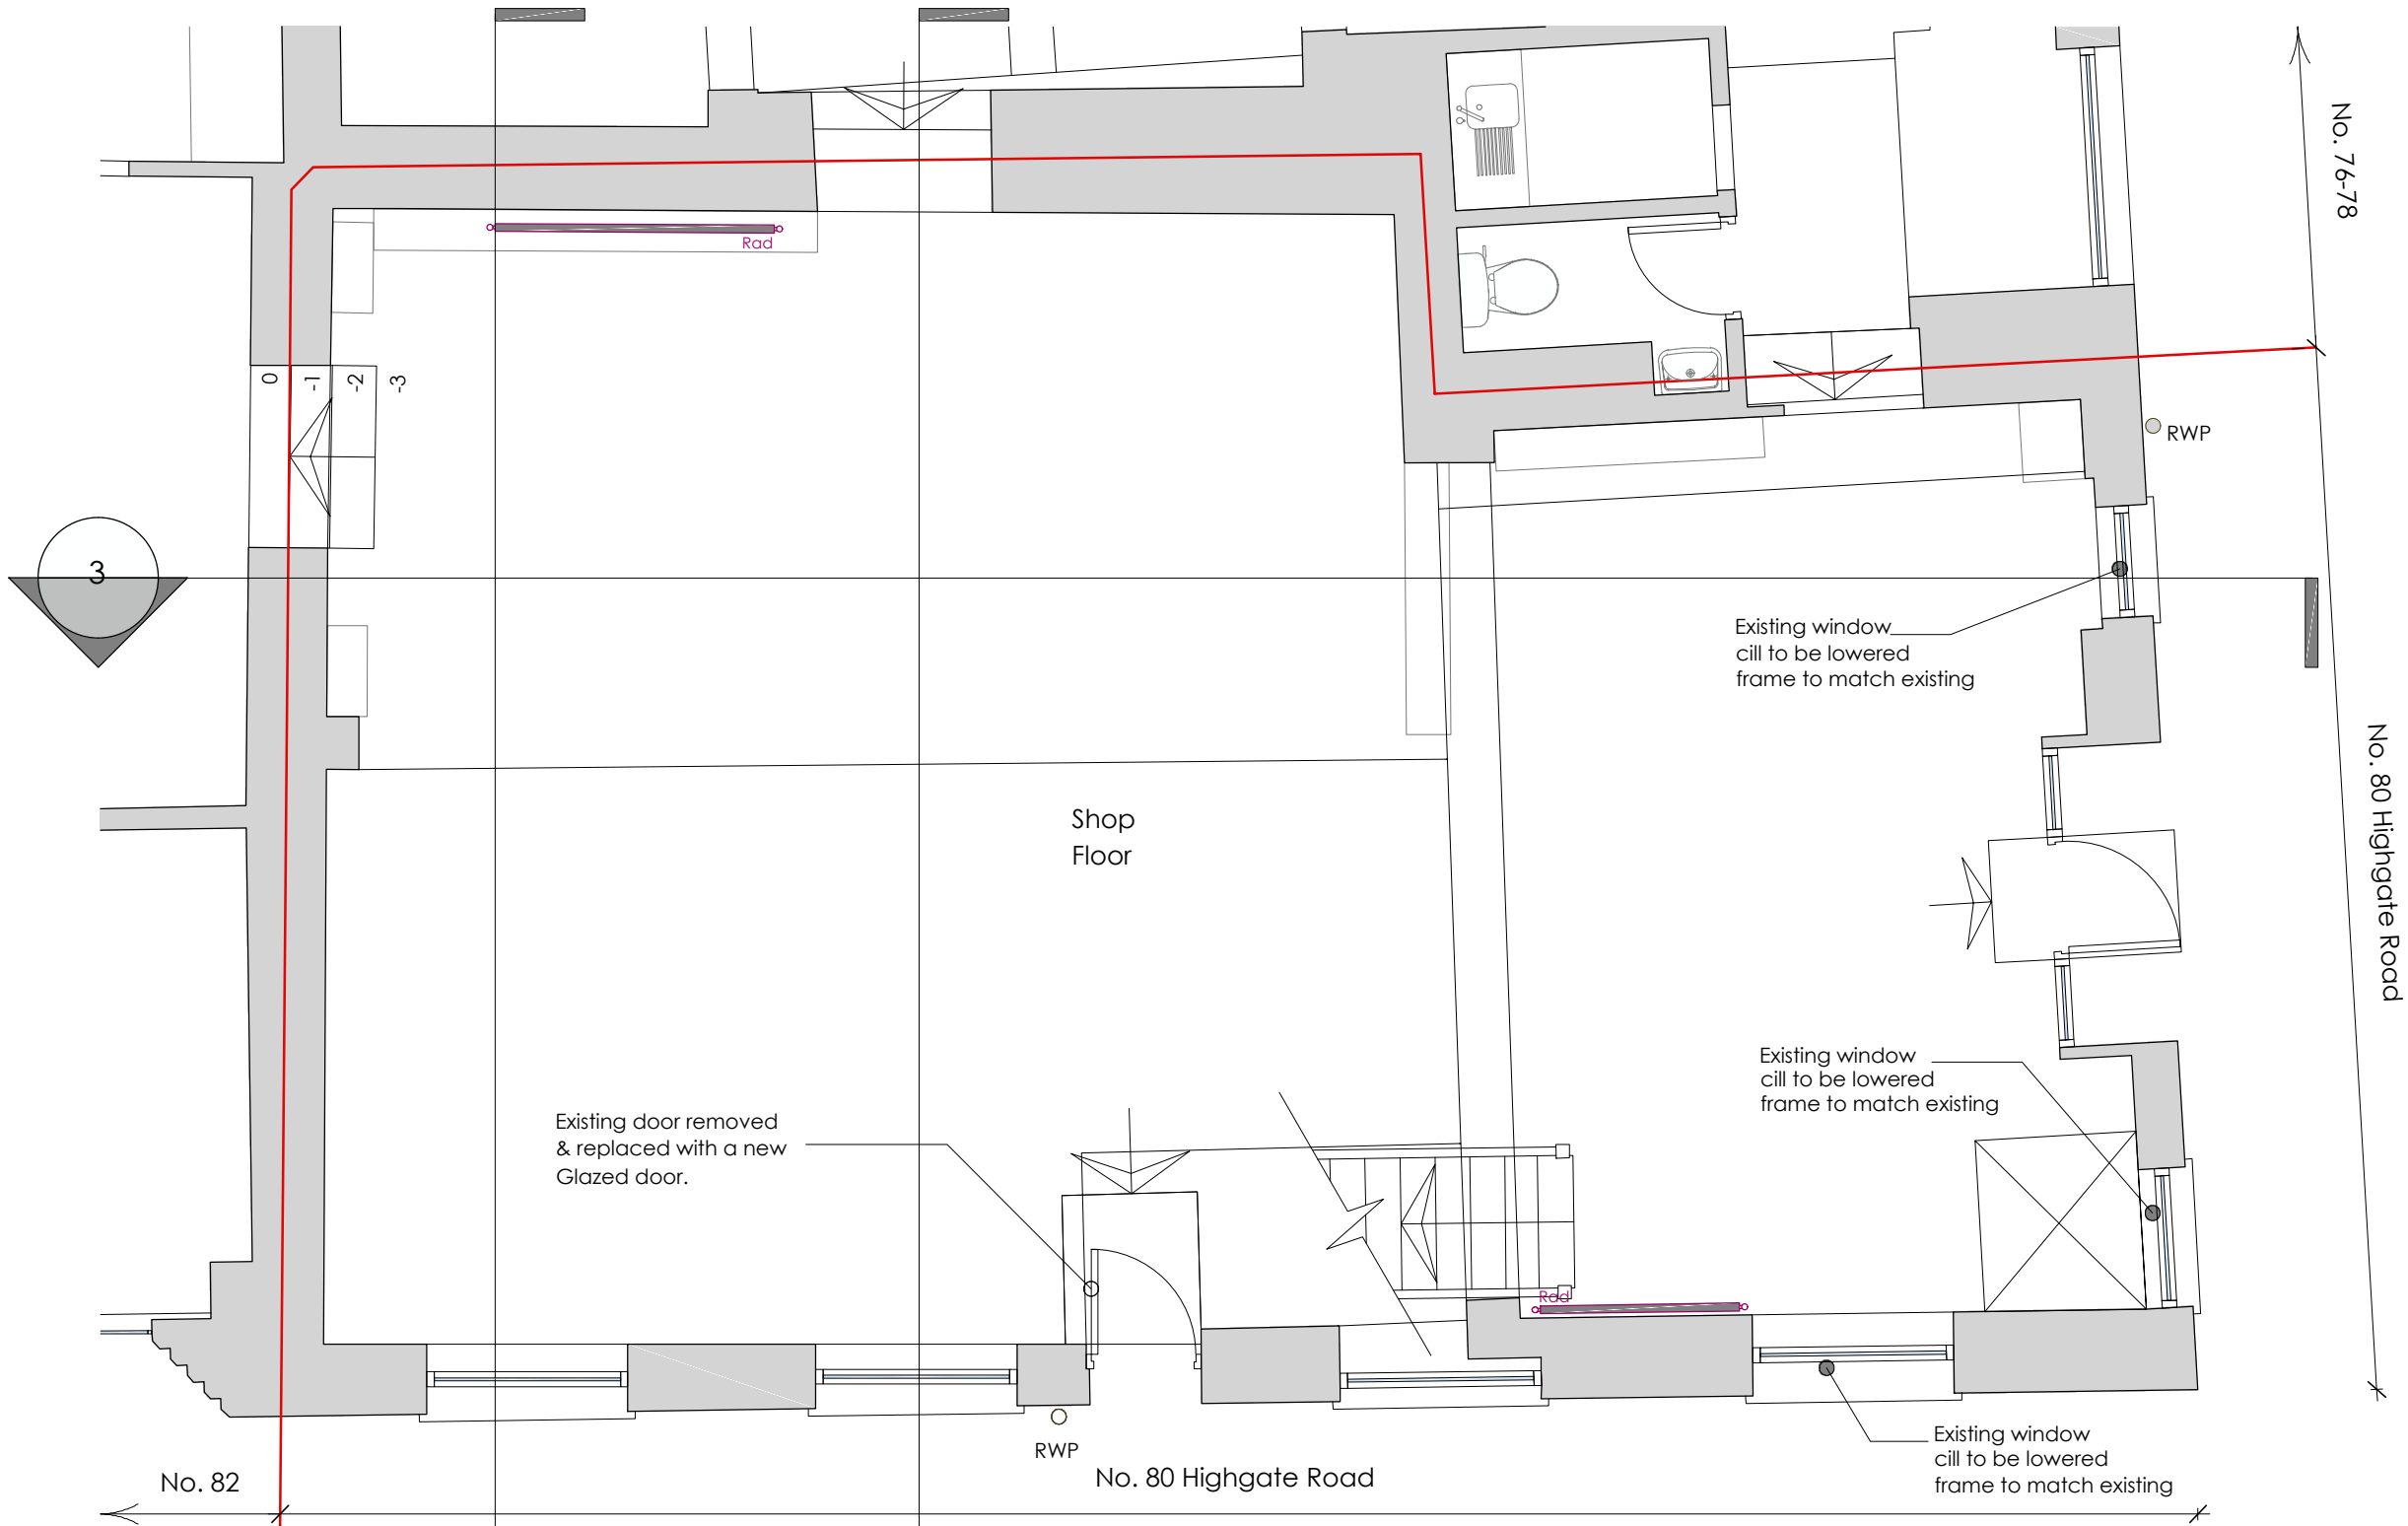 No. 76-78
Rad
0
-1
-2
-3
RWP
3
Existing window
cill to be lowered
frame to match existing
No. 80 Highgate Road
Shop
Floor
Existing window
cill to be lowered
frame to match existing
Existing door removed
& replaced with a new
Glazed door.
Rad
RWP
No. 82
No. 80 Highgate Road
Existing window
cill to be lowered
frame to match existing